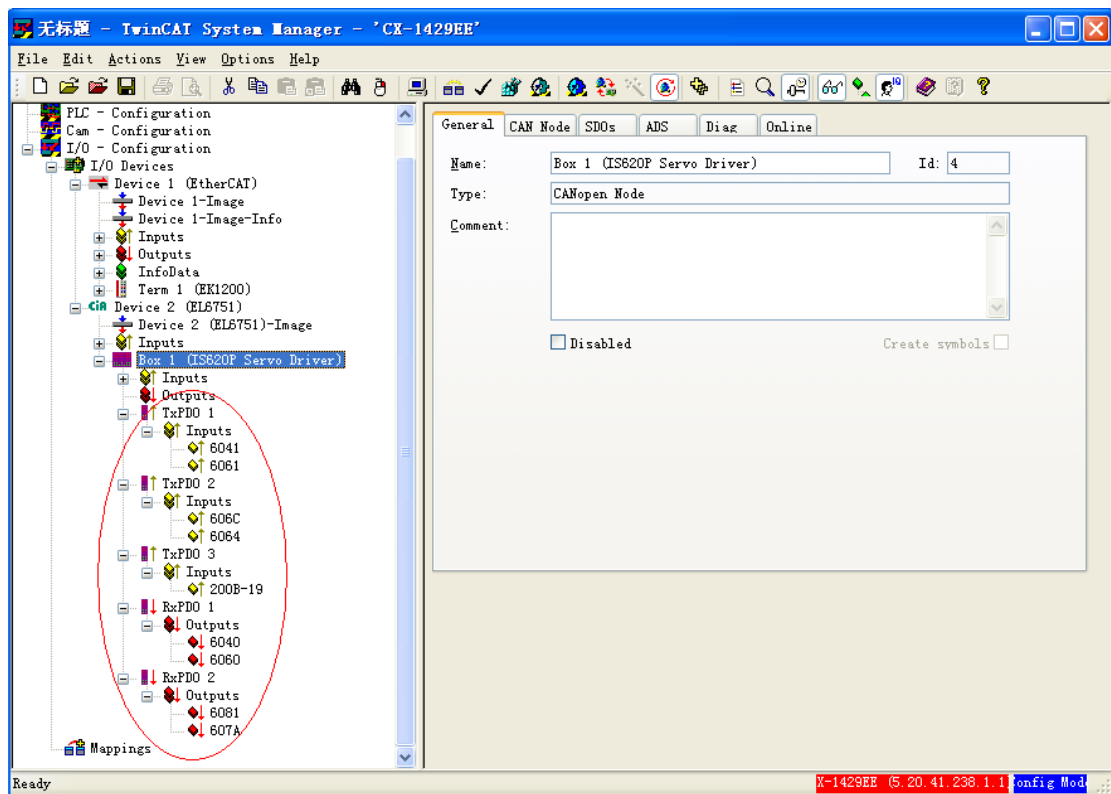 无标题 - TwinCAT System Manager - 'CX-1429EE'
File Edit Actions View Options Help
PLC - Configuration
Cam - Configuration
I/O - Configuration
I/O Devices
Device 1 (EtherCAT)
Device 1-Image
Device 1-Image-Info
Inputs
Outputs
InfoData
Term 1 (EK1200)
CiA Device 2 (EL6751)
Device 2 (EL6751)-Image
Inputs
Box 1 (IS620P Servo Driver)
Inputs
Outputs
TxPDO 1
Inputs
6041
6061
TxPDO 2
Inputs
606C
6064
TxPDO 3
Inputs
200B-19
RxPDO 1
Outputs
6040
6060
RxPDO 2
Outputs
6081
607A
Mappings
General CAN Node SDOs ADS Diag Online
Name: Box 1 (IS620P Servo Driver) Id: 4
Type: CANopen Node
Comment:
Disabled Create symbols
Ready X-1429EE (5.20.41.238.1.1) onfig Mod